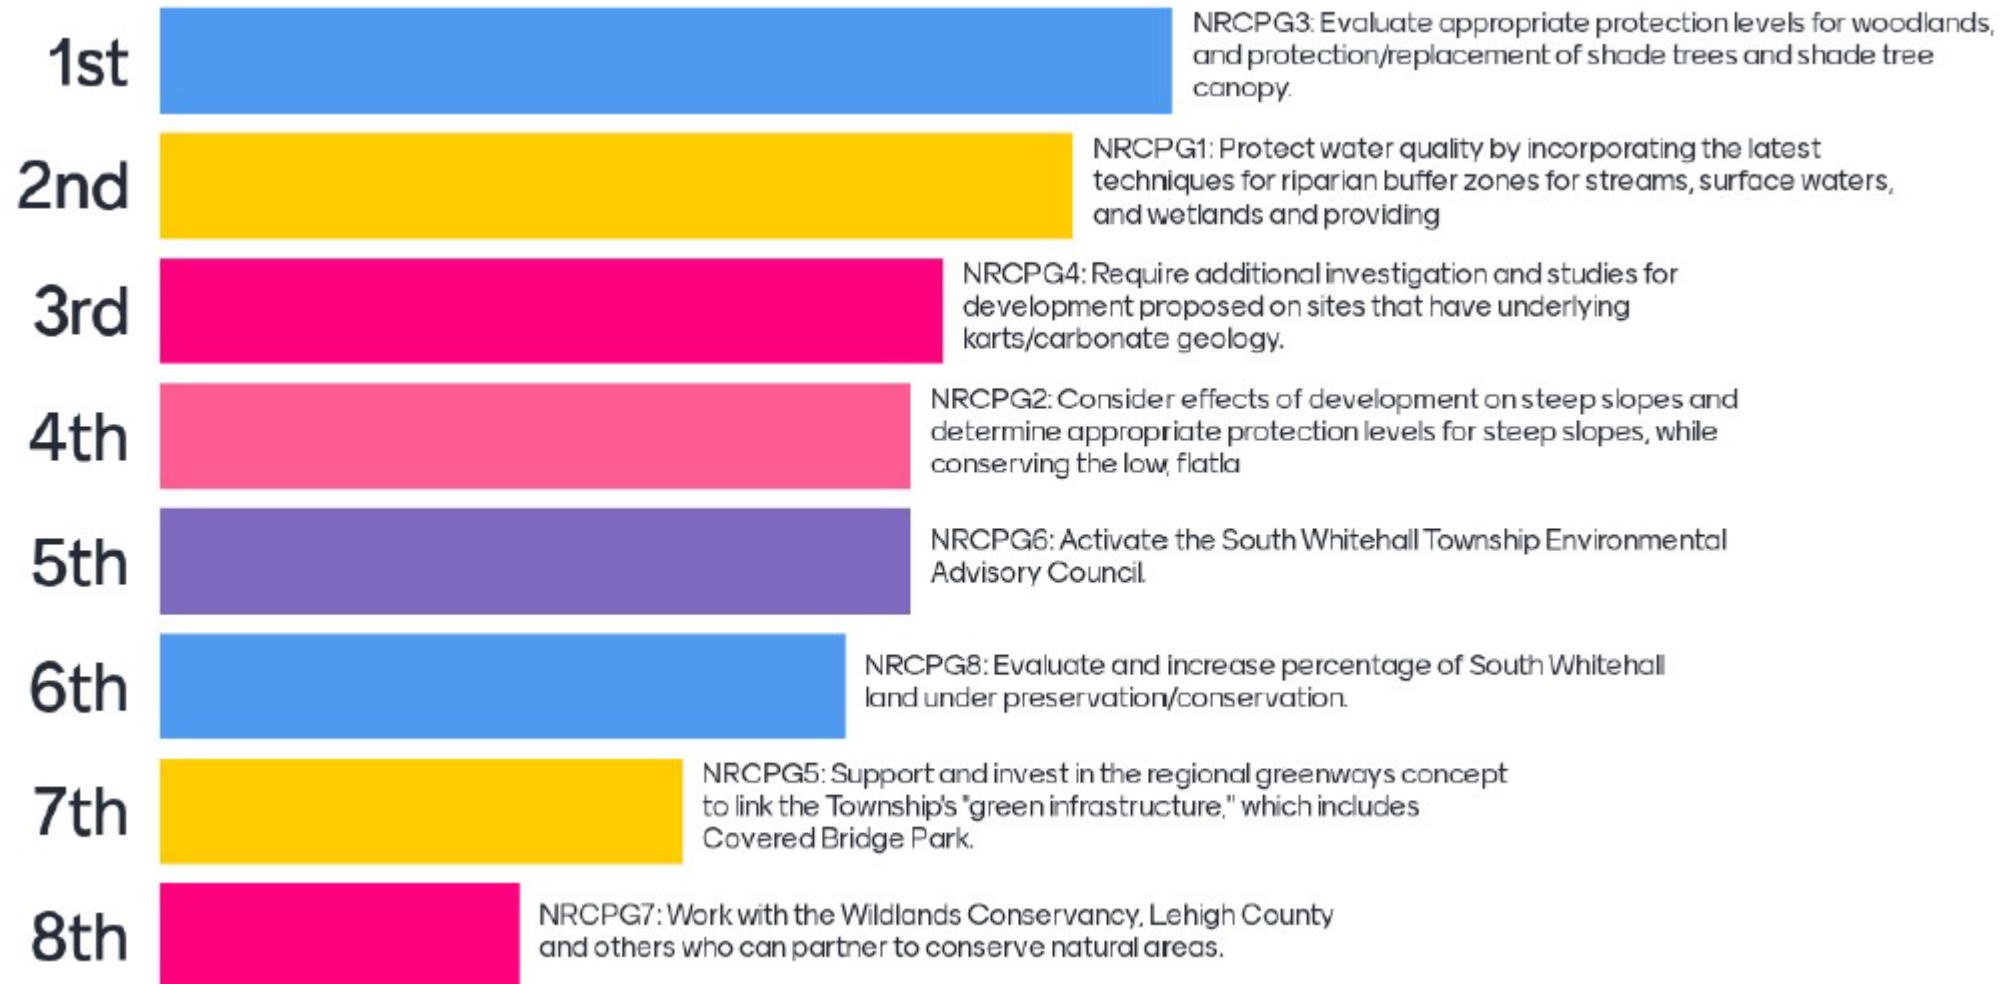 1st
NRCPG3: Evaluate appropriate protection levels for woodlands,
and protection/replacement of shade trees and shade tree
canopy.
2nd
NRCPG1: Protect water quality by incorporating the latest
techniques for riparian buffer zones for streams, surface waters,
and wetlands and providing
3rd
NRCPG4: Require additional investigation and studies for
development proposed on sites that have underlying
karts/carbonate geology.
4th
NRCPG2: Consider effects of development on steep slopes and
determine appropriate protection levels for steep slopes, while
conserving the low, flatla
5th
NRCPG6: Activate the South Whitehall Township Environmental
Advisory Council.
6th
NRCPG8: Evaluate and increase percentage of South Whitehall
land under preservation/conservation.
7th
NRCPG5: Support and invest in the regional greenways concept
to link the Township's "green infrastructure," which includes
Covered Bridge Park.
8th
NRCPG7: Work with the Wildlands Conservancy, Lehigh County
and others who can partner to conserve natural areas.